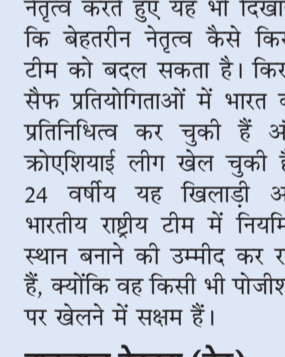 नेतृत्व करते हुए यह भी
कि बेहतरीन नेतृत्व कैसे
टीम को बदल सकता है।
सैफ प्रतियोगिताओं में भारत
प्रतिनिधित्व कर चुकी हैं
क्रोएशियाई लीग खेल चुकी
24 वर्षीय यह खिलाड़ी
भारतीय राष्ट्रीय टीम में
स्थान बनाने की उम्मीद कर
हैं, क्योंकि वह किसी भी
पर खेलने में सक्षम हैं।